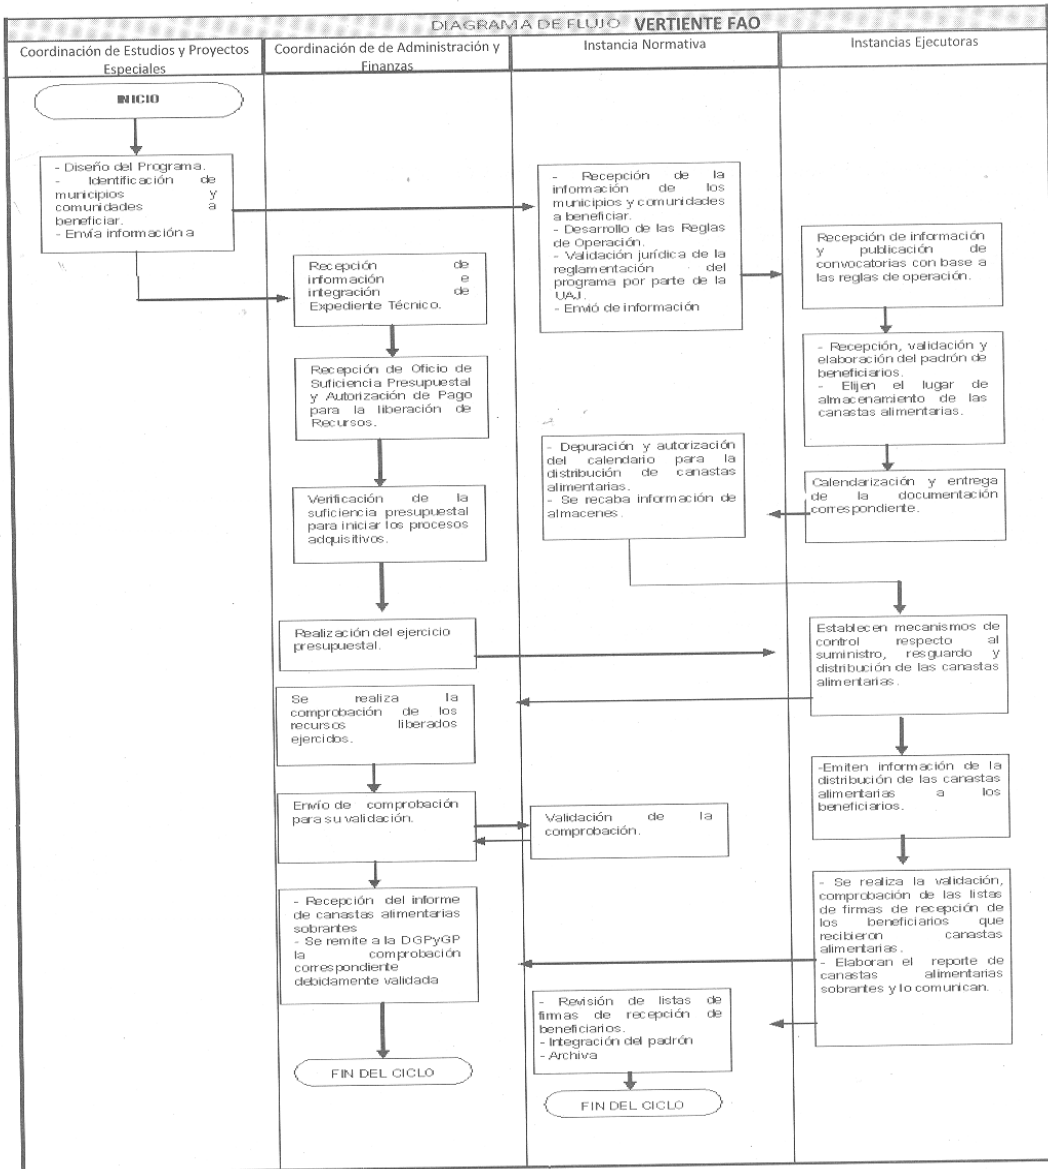 DIAGRAMA DE FLUJO VERTIENTE FAO
Coordinación de Estudios y Proyectos
Especiales
Coordinación de de Administración y
Finanzas
Instancia Normativa
Instancias Ejecutoras
INICIO
- Diseño del Programa.
- Identificación de
municipios y
comunidades a
beneficiar.
- Envía información a
- Recepción de la
información de los
municipios y comunidades
a beneficiar.
- Desarrollo de las Reglas
de Operación.
- Validación jurídica de la
reglamentación del
programa por parte de la
UAJ.
- Envió de información
Recepción de información
y publicación de
convocatorias con base a
las reglas de operación.
Recepción de
información e
integración de
Expediente Técnico.
- Recepción, validación y
elaboración del padrón de
beneficiarios.
- Elijen el lugar de
almacenamiento de las
canastas alimentarias.
Recepción de Oficio de
Suficiencia Presupuestal
y Autorización de Pago
para la liberación de
Recursos.
- Depuración y autorización
del calendario para la
distribución de canastas
alimentarias.
- Se recaba información de
almacenes.
Calendarización y entrega
de la documentación
correspondiente.
Verificación de la
suficiencia presupuestal
para iniciar los procesos
adquisitivos.
Realización del ejercicio
presupuestal.
Establecen mecanismos de
control respecto al
suministro, resguardo y
distribución de las canastas
alimentarias.
Se realiza la
comprobación de los
recursos liberados
ejercidos.
-Emiten información de la
distribución de las canastas
alimentarias a los
beneficiarios.
Envío de comprobación
para su validación.
Validación de la
comprobación.
- Se realiza la validación,
comprobación de las listas
de firmas de recepción de
los beneficiarios que
recibieron canastas
alimentarias.
- Elaboran el reporte de
canastas alimentarias
sobrantes y lo comunican.
- Recepción del informe
de canastas alimentarias
sobrantes
- Se remite a la DGPyGP
la comprobación
correspondiente
debidamente validada
- Revisión de listas de
firmas de recepción de
beneficiarios.
- Integración del padrón
- Archiva
FIN DEL CICLO
FIN DEL CICLO